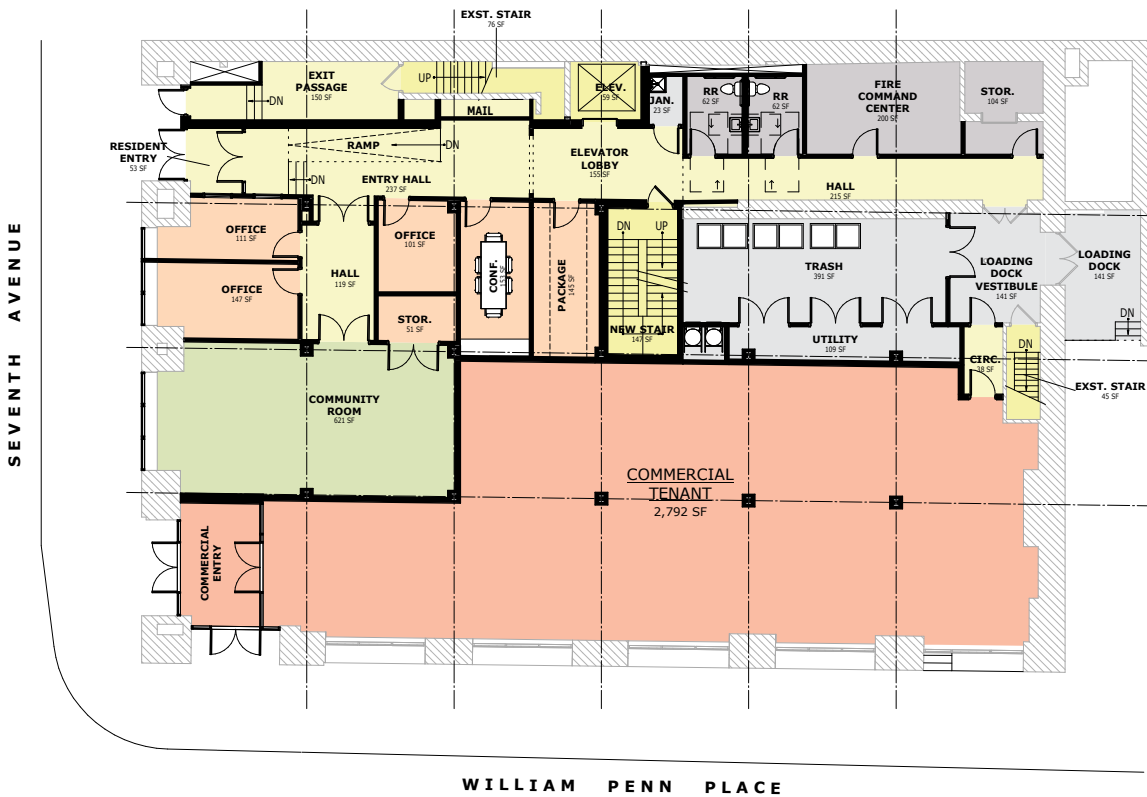 EXST. STAIR
76 SF
EXIT
PASSAGE
150 SF
UP
DN
ELEV.
59 SF
JAN.
23 SF
RR
62 SF
RR
62 SF
FIRE
COMMAND
CENTER
200 SF
STOR.
104 SF
MAIL
RESIDENT
ENTRY
53 SF
RAMP
DN
DN
ENTRY HALL
237 SF
ELEVATOR
LOBBY
155 SF
HALL
215 SF
OFFICE
111 SF
OFFICE
147 SF
HALL
119 SF
OFFICE
101 SF
STOR.
51 SF
CONF.
153 SF
PACKAGE
145 SF
DN
UP
NEW STAIR
147 SF
TRASH
391 SF
UTILITY
109 SF
LOADING
DOCK
VESTIBULE
141 SF
LOADING
DOCK
141 SF
DN
CIRC.
38 SF
DN
EXST. STAIR
45 SF
COMMUNITY
ROOM
621 SF
COMMERCIAL
TENANT
2,792 SF
COMMERCIAL
ENTRY
SEVENTH AVENUE
WILLIAM PENN PLACE